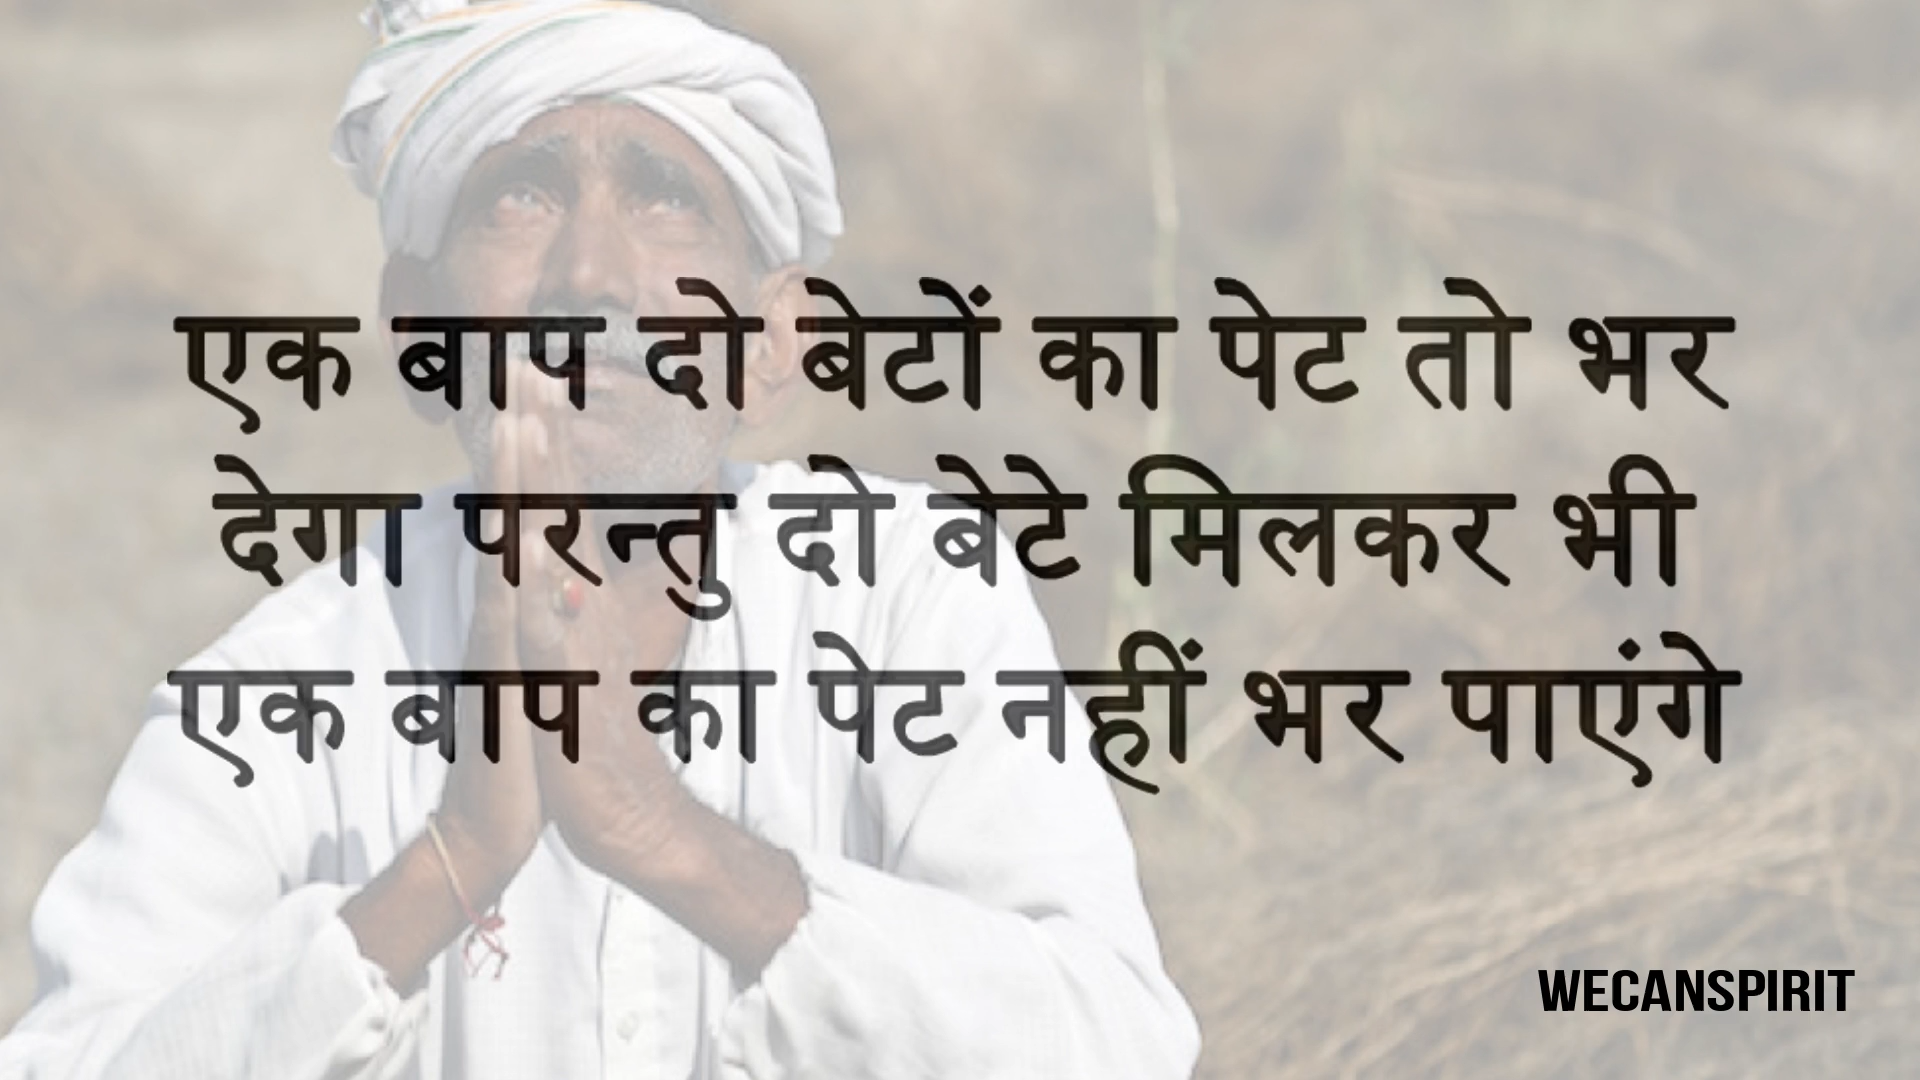 एक बाप दो बेटों का पेट तो भर
देगा परन्तु दो बेटे मिलकर भी
एक बाप का पेट नहीं भर पाएंगे
WECANSPIRIT